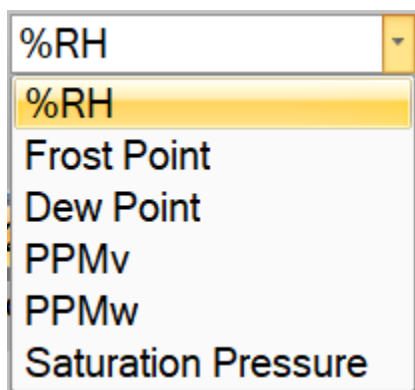 %RH
%RH
Frost Point
Dew Point
PPMv
PPMw
Saturation Pressure